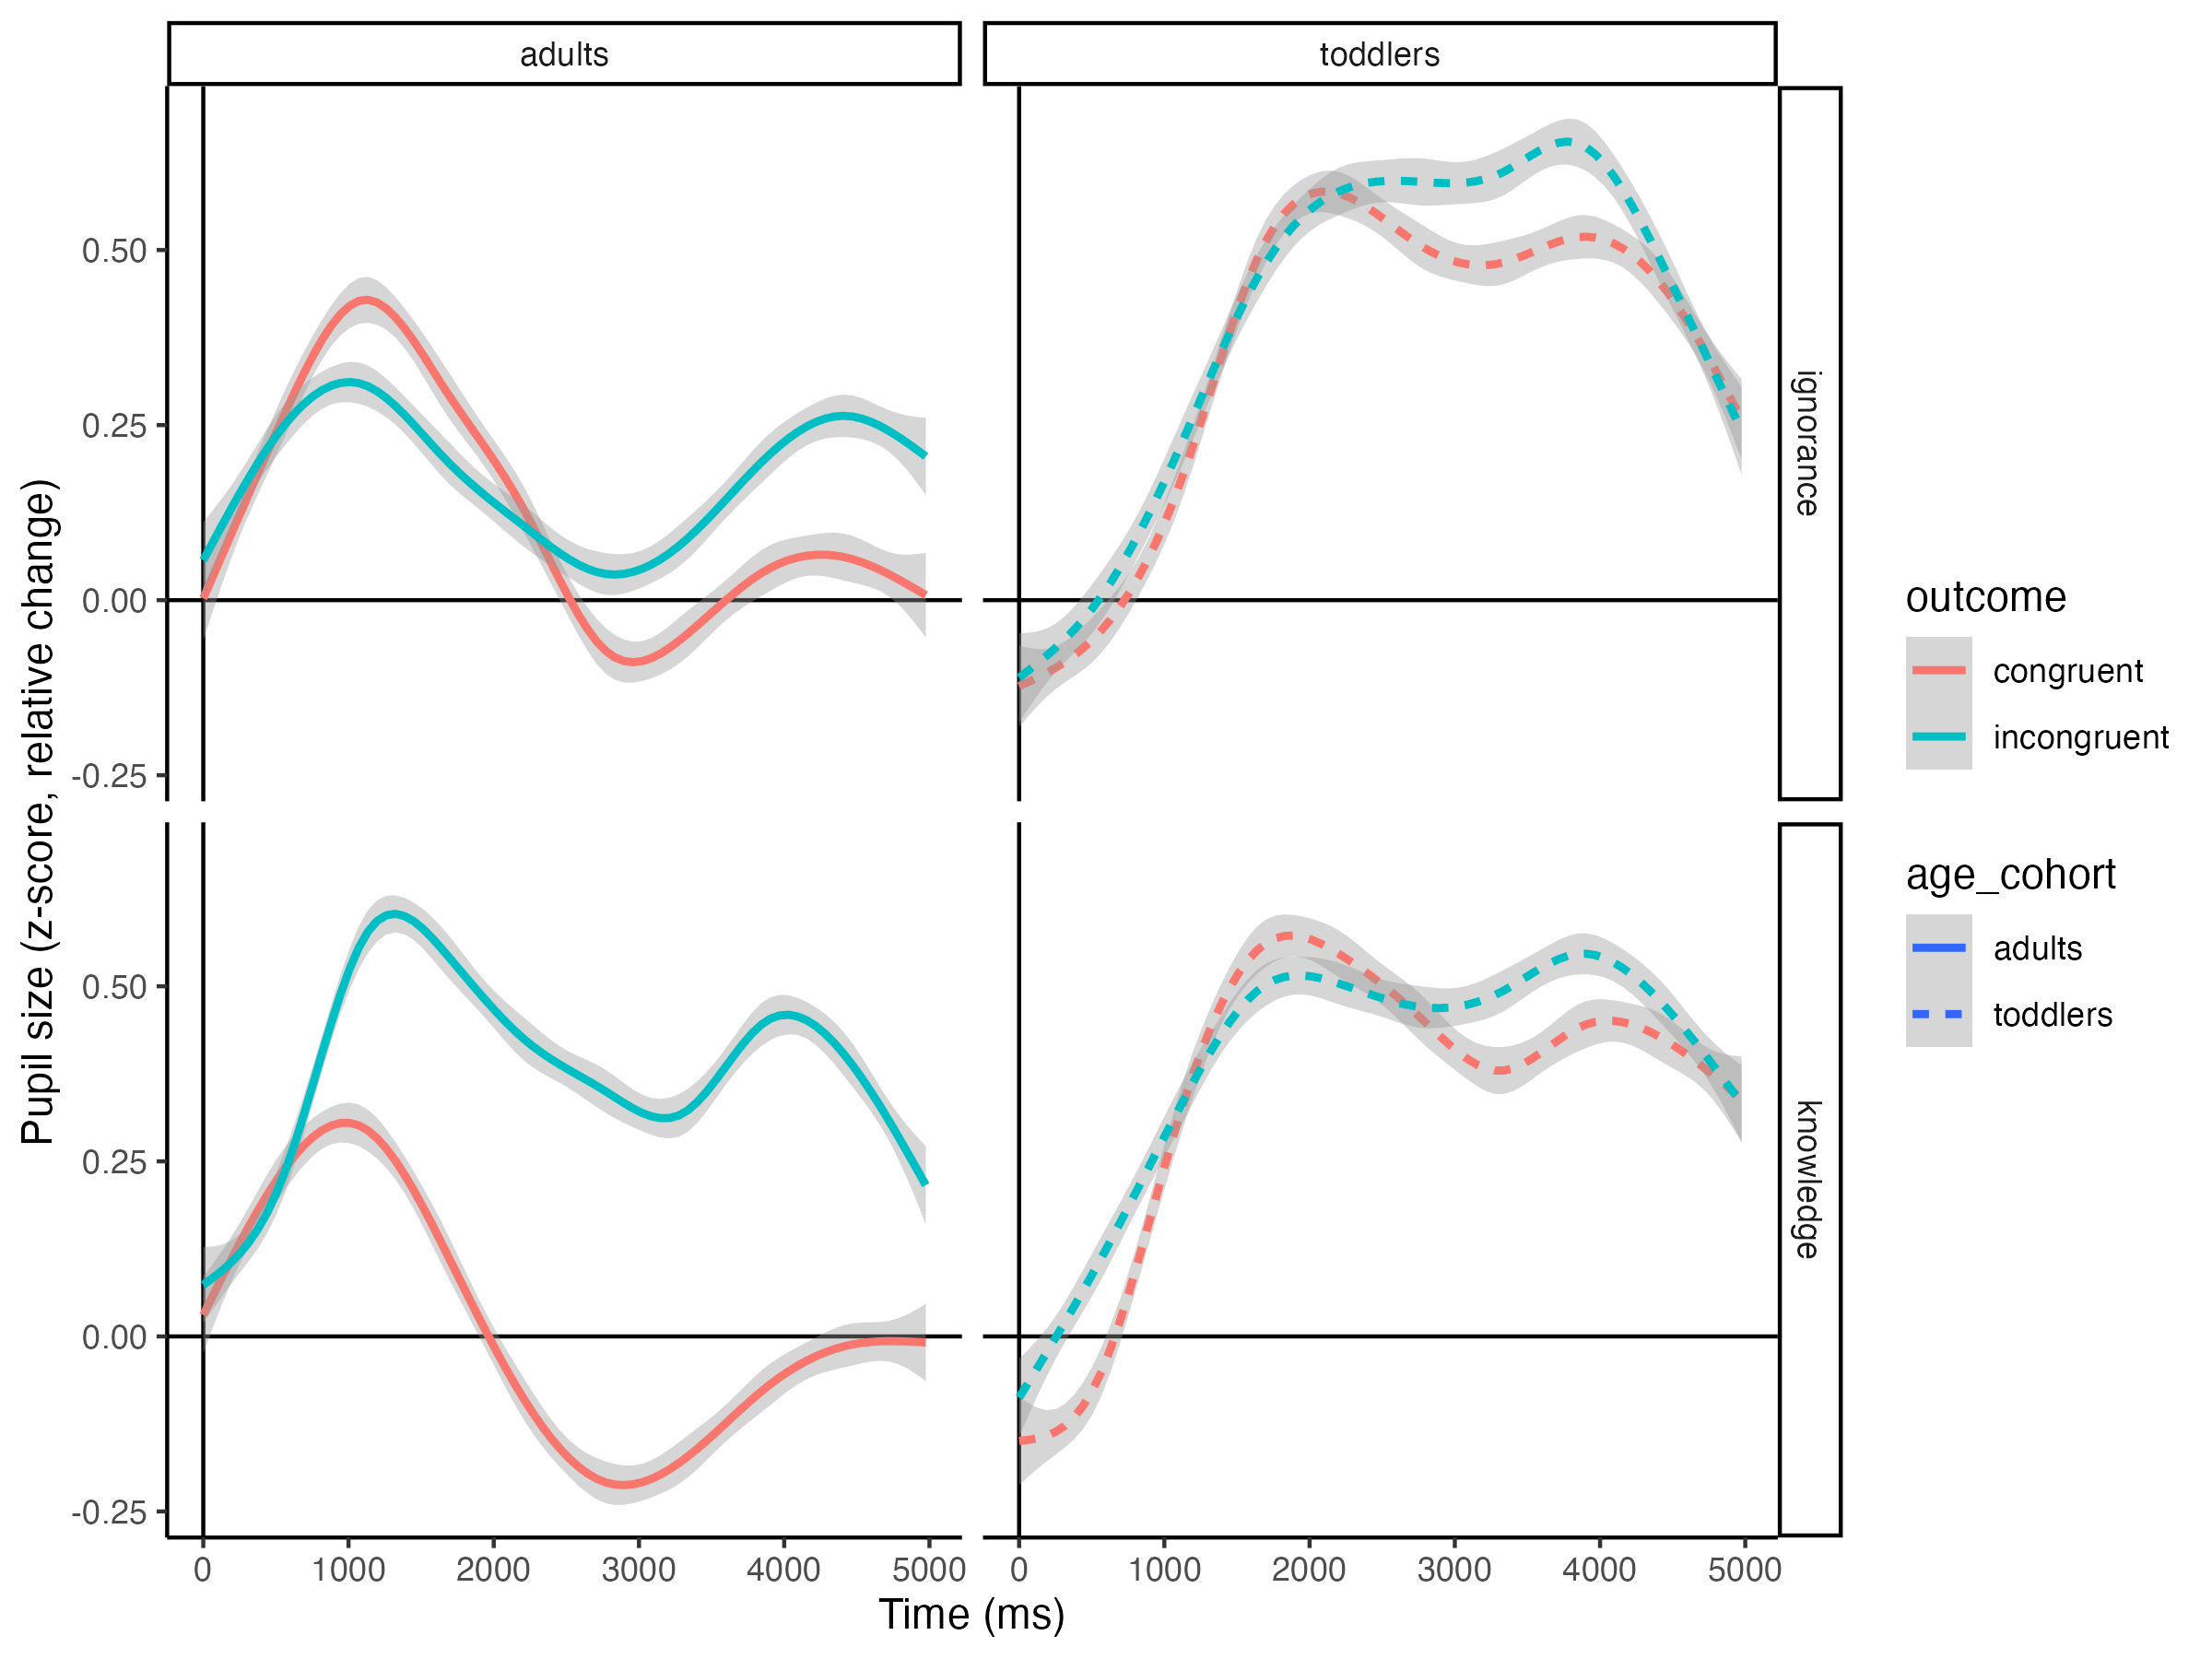 adults
toddlers
Pupil size (z-score, relative change)
0.50
0.25
0.00
-0.25
ignorance
0.50
0.25
0.00
-0.25
knowledge
0 1000 2000 3000 4000 5000
0 1000 2000 3000 4000 5000
Time (ms)
outcome
congruent
incongruent
age_cohort
adults
toddlers